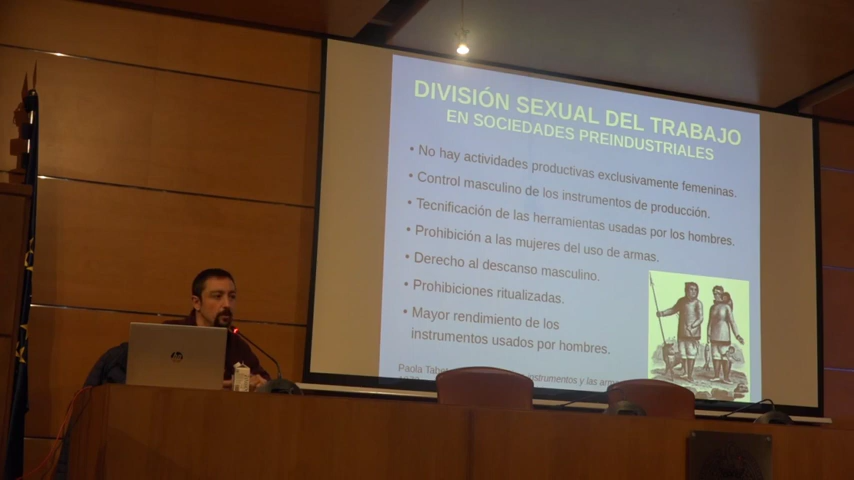 DIVISIÓN SEXUAL DEL TRABAJO
EN SOCIEDADES PREINDUSTRIALES
• No hay actividades productivas exclusivamente femeninas.
• Control masculino de los instrumentos de producción.
• Tecnificación de las herramientas usadas por los hombres.
• Prohibición a las mujeres del uso de armas.
• Derecho al descanso masculino.
• Prohibiciones ritualizadas.
• Mayor rendimiento de los
instrumentos usados por hombres.
Paola instrumentos y las
hp